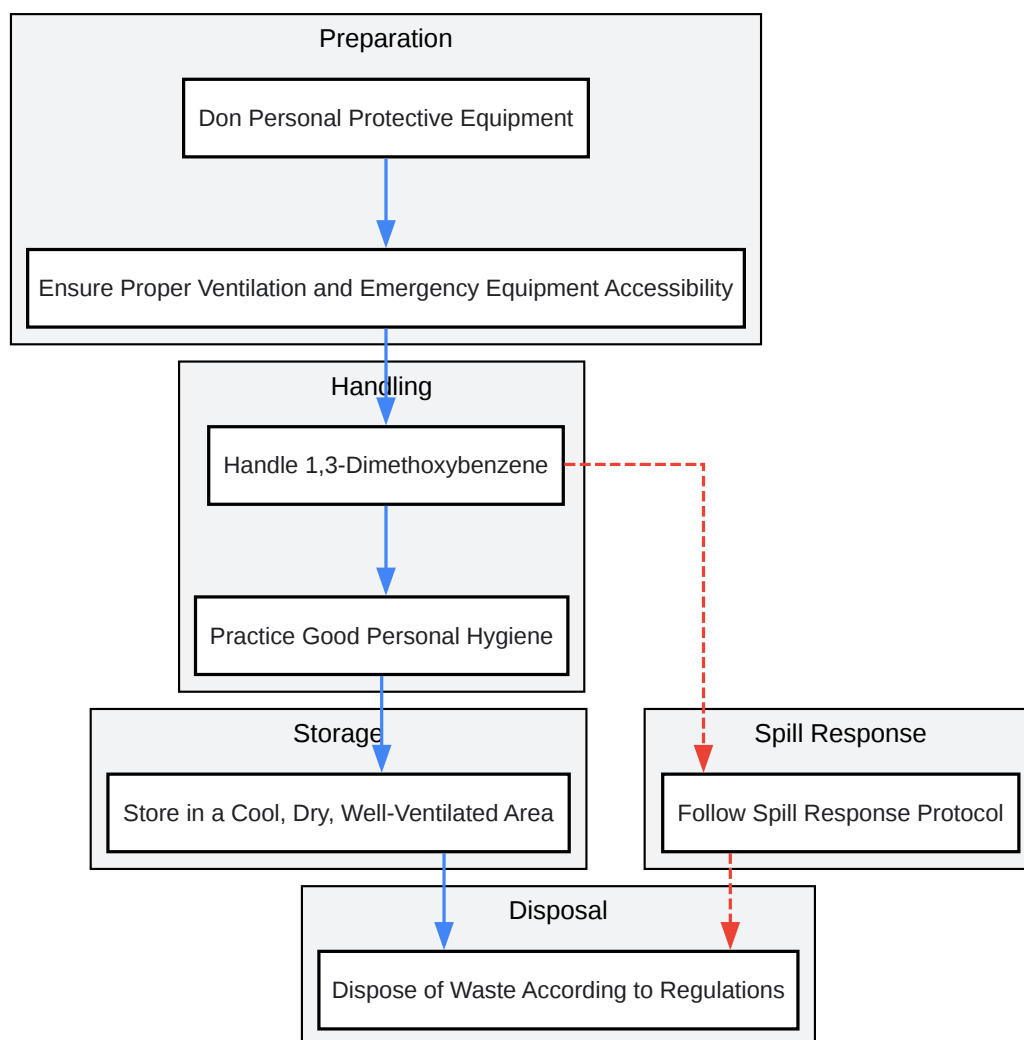 Preparation
Don Personal Protective Equipment
Ensure Proper Ventilation and Emergency Equipment Accessibility
Handling
Handle 1,3-Dimethoxybenzene
Practice Good Personal Hygiene
Storage
Store in a Cool, Dry, Well-Ventilated Area
Spill Response
Follow Spill Response Protocol
Disposal
Dispose of Waste According to Regulations